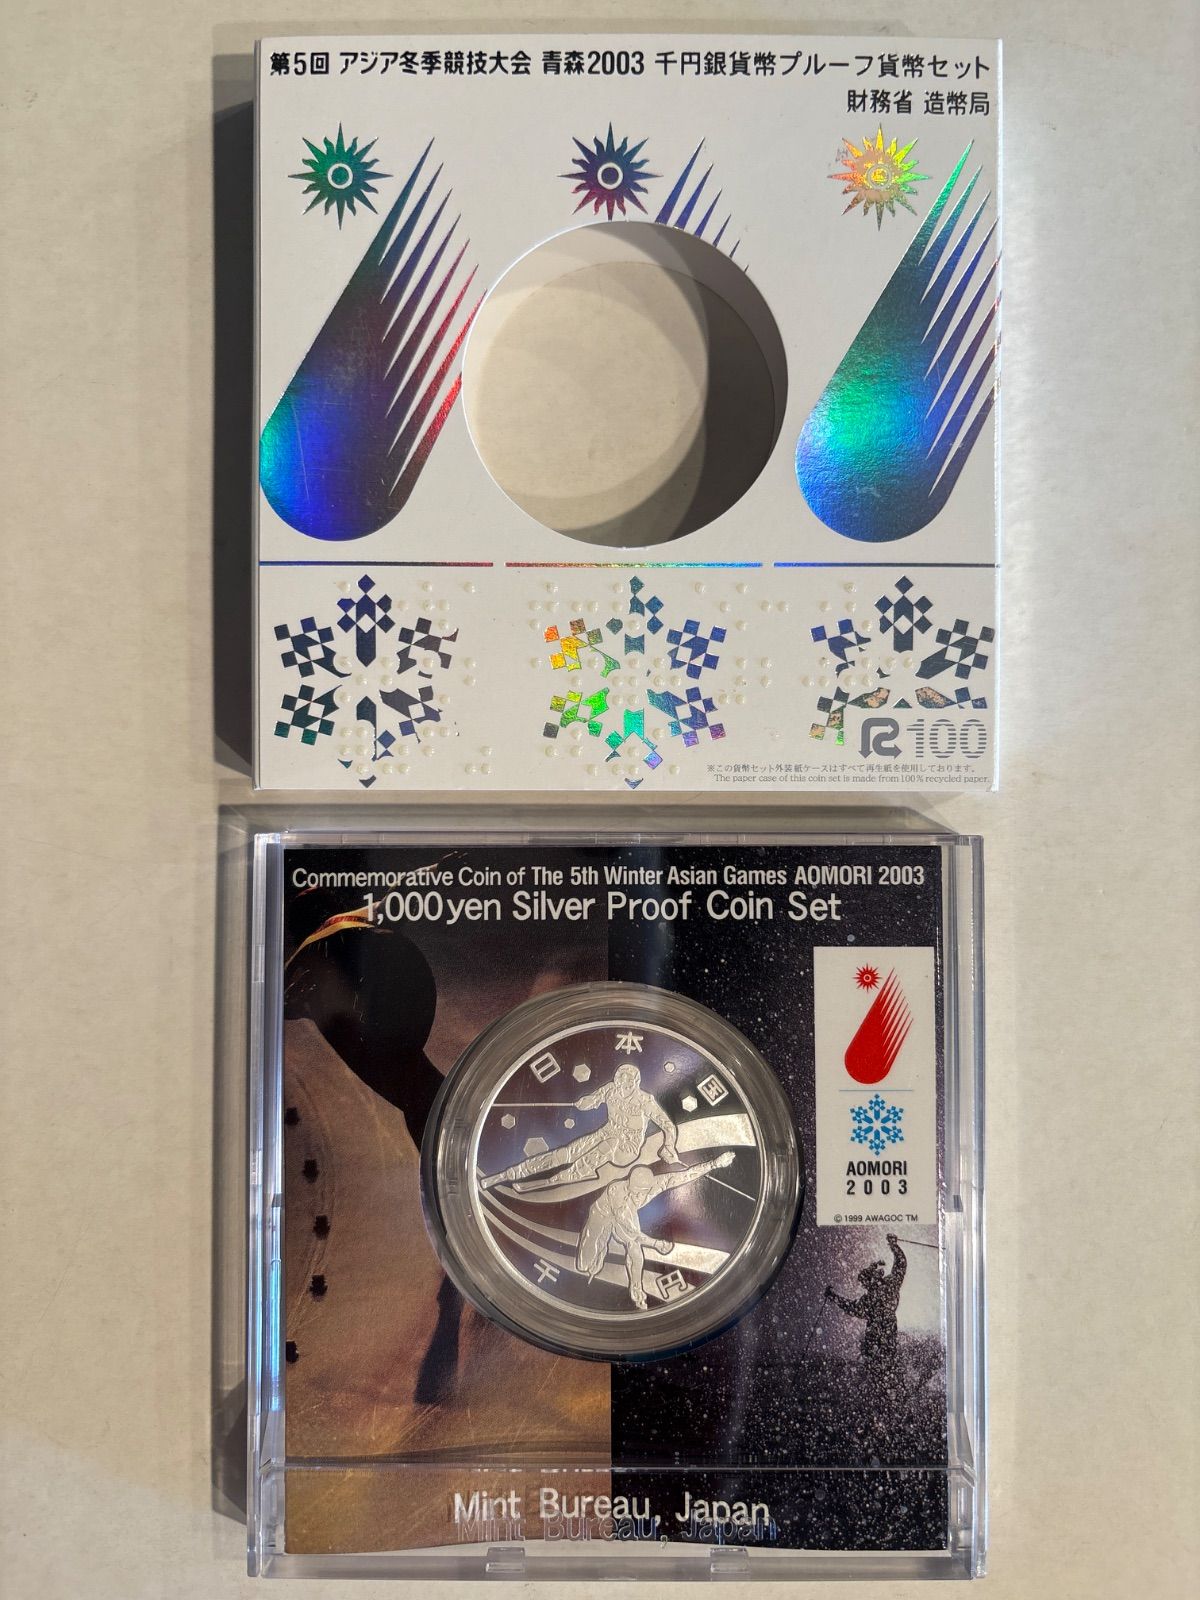 第5回 アジア冬季競技大会 青森2003 千円銀貨幣プルーフ貨幣セット
財務省 造幣局
R100
※この貨幣セット外装紙ケースはすべて再生紙を使用しております。
The paper case of this coin set is made from 100% recycled paper.
Commemorative Coin of The 5th Winter Asian Games AOMORI 2003
1,000yen Silver Proof Coin Set
日本国
千円
AOMORI
2003
© 1999 AWAGOC TM
Mint Bureau, Japan